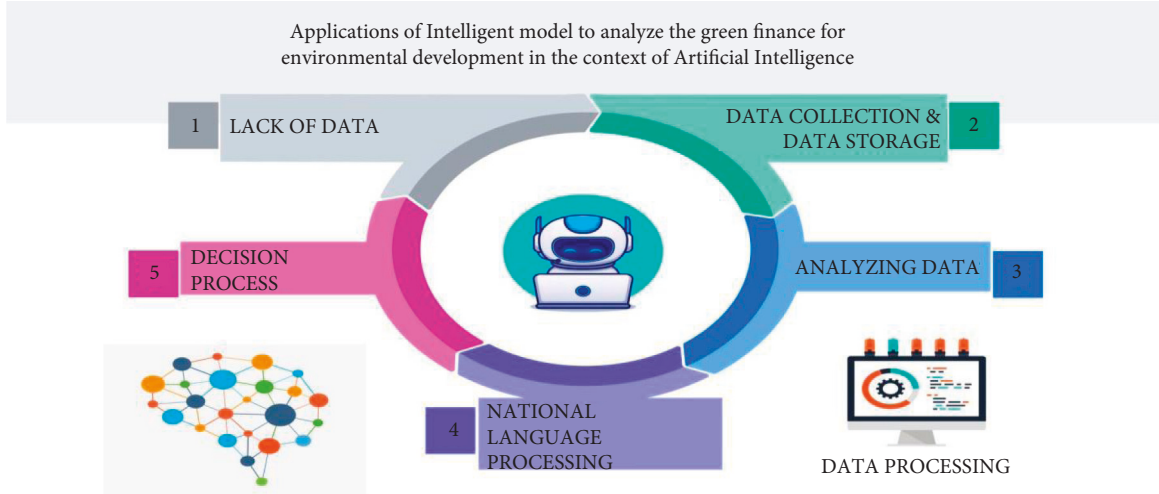 Applications of Intelligent model to analyze the green finance for
environmental development in the context of Artificial Intelligence
1
LACK OF DATA
DATA COLLECTION &
DATA STORAGE
2
ANALYZING DATA
3
NATIONAL
LANGUAGE
PROCESSING
4
DECISION
PROCESS
5
DATA PROCESSING